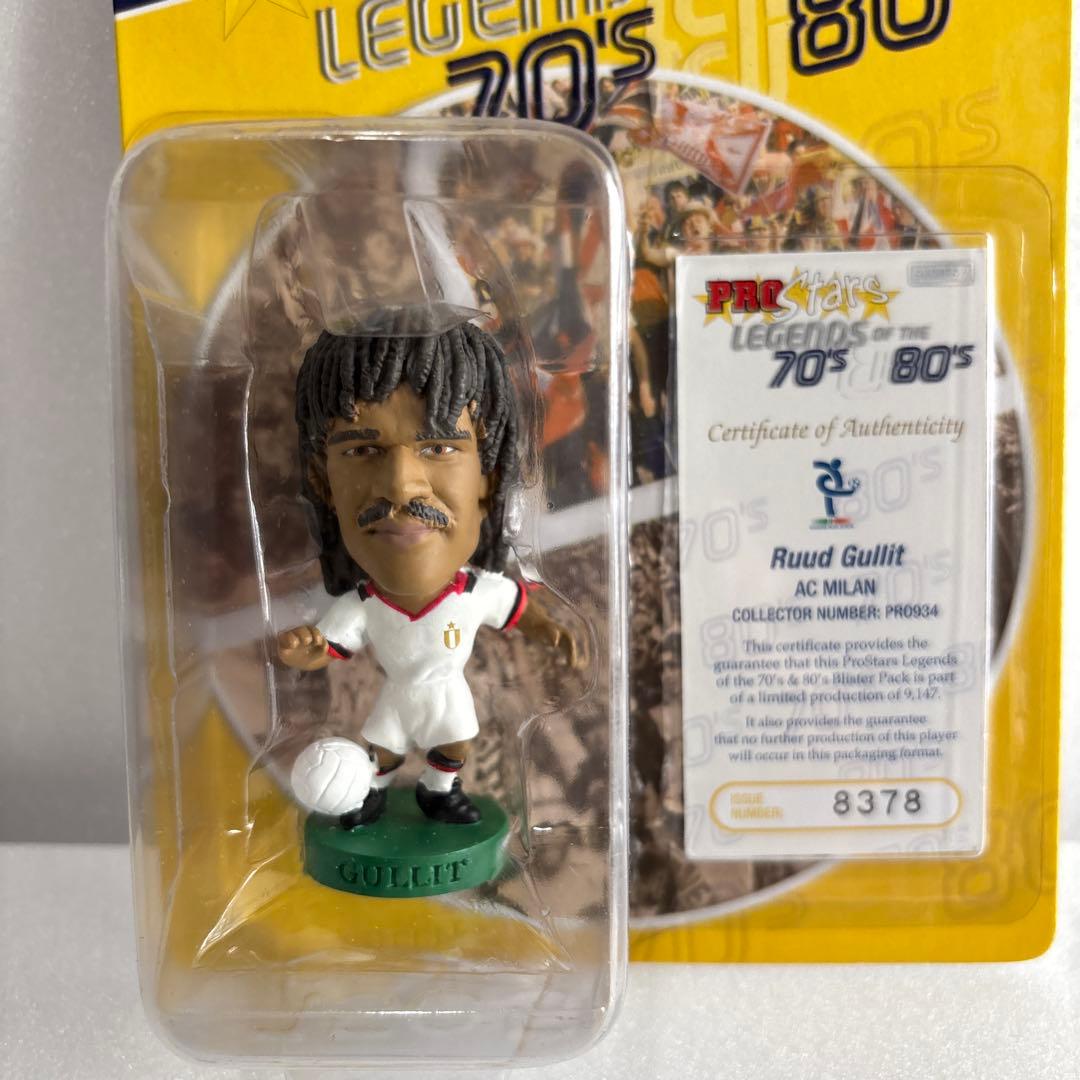 LEGENDS
70'S 80
GULLIT
PROStars
LEGENDS OF THE
70'S 80'S
Certificate of Authenticity
Ruud Gullit
AC MILAN
COLLECTOR NUMBER: PRO934
This certificate provides the
guarantee that this ProStars Legends
of the 70's & 80's Blister Pack is part
of a limited production of 9,147.
It also provides the guarantee
that no further production of this player
will occur in this packaging format.
ISSUE
NUMBER: 8378